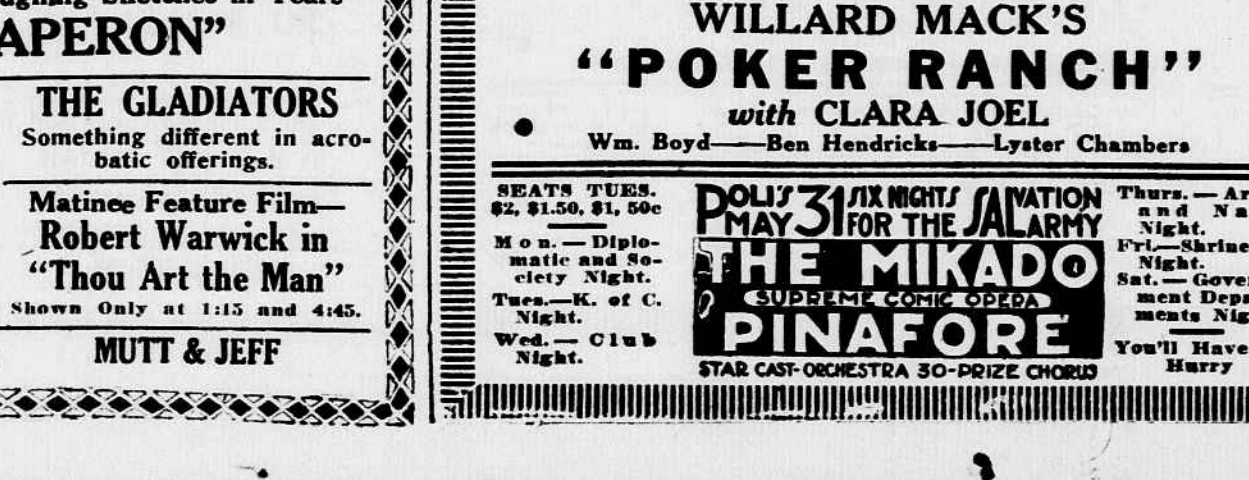 APERON"
THE GLADIATORS
Something different in acro-
batic offerings.
Matinee Feature Film—
Robert Warwick in
"Thou Art the Man"
Shown Only at 1:15 and 4:45.
MUTT & JEFF
WILLARD MACK'S
"POKER RANCH"
with CLARA JOEL
Wm. Boyd——Ben Hendricks——Lyster Chambers
SEATS TUES.
$2, $1.50, $1, 50c
Mon. — Diplo-
matic and So-
ciety Night.
Tues.—K. of C.
Night.
Wed. — Club
Night.
POLI'S MAY 31 SIX NIGHTS FOR THE SALVATION ARMY
THE MIKADO
SUPREME COMIC OPERA
PINAFORE
STAR CAST-ORCHESTRA 30-PRIZE CHORUS
Thurs. — Ar
and Na
Night.
Fri.—Shrine
Night.
Sat. — Gover
ment Depa
ments Nig
You'll Have
Hurry